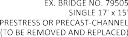 EX. BRIDGE NO. 79505
SINGLE 17' x 15'
PRESTRESS OR PRECAST-CHANNEL
(TO BE REMOVED AND REPLACED)